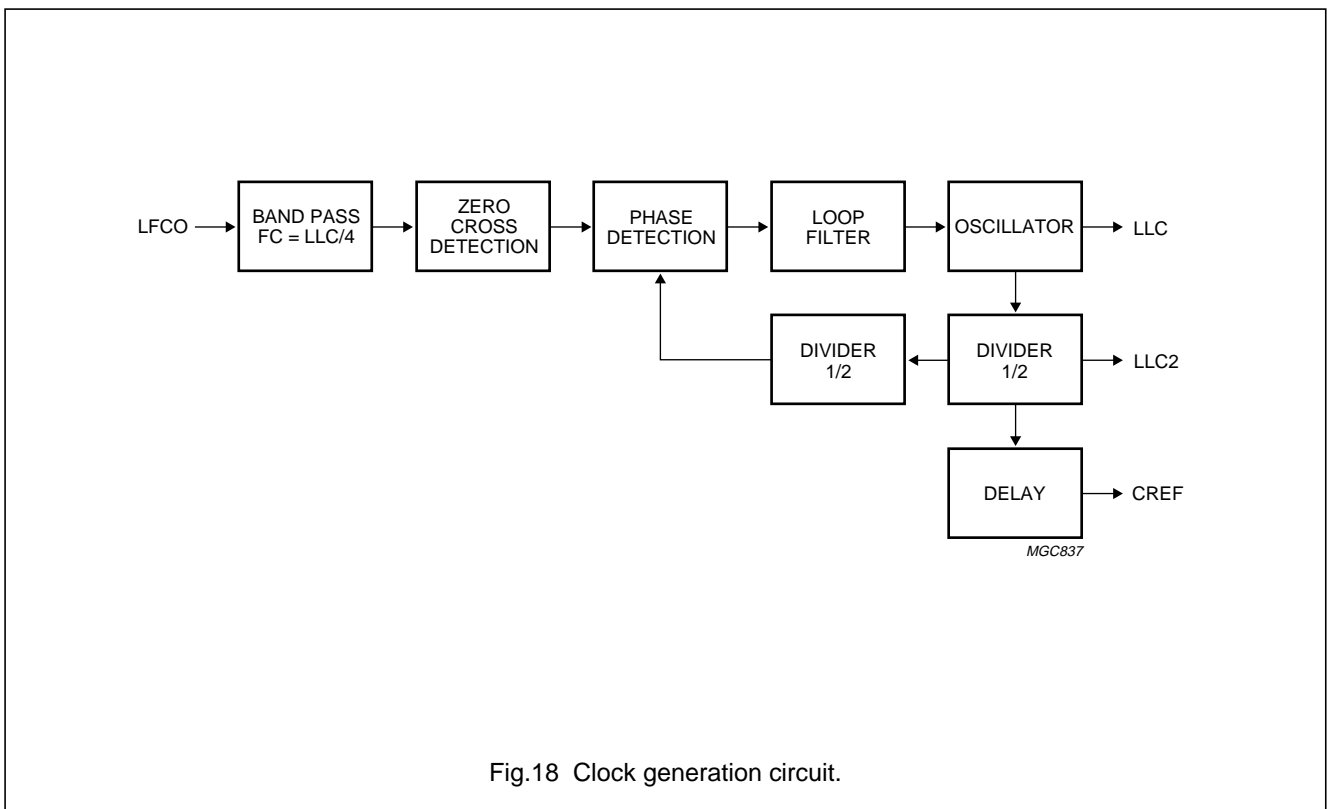 LFCO
BAND PASS
FC = LLC/4
ZERO
CROSS
DETECTION
PHASE
DETECTION
LOOP
FILTER
OSCILLATOR
LLC
DIVIDER
1/2
DIVIDER
1/2
LLC2
DELAY
CREF
MGC837
Fig.18 Clock generation circuit.